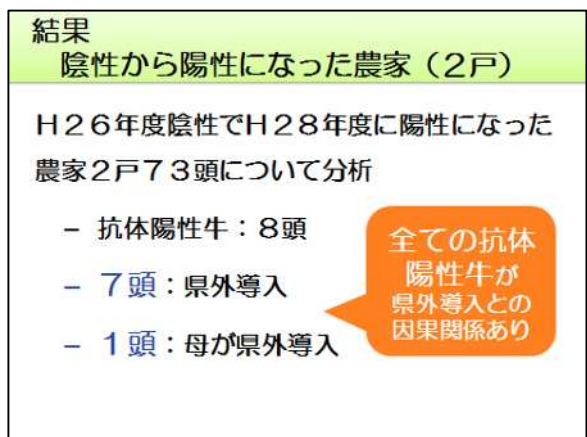 結果
陰性から陽性になった農家（２戸）
Ｈ２６年度陰性でＨ２８年度に陽性になった
農家２戸７３頭について分析
－ 抗体陽性牛：８頭
－ ７頭：県外導入
－ １頭：母が県外導入
全ての抗体
陽性牛が
県外導入との
因果関係あり